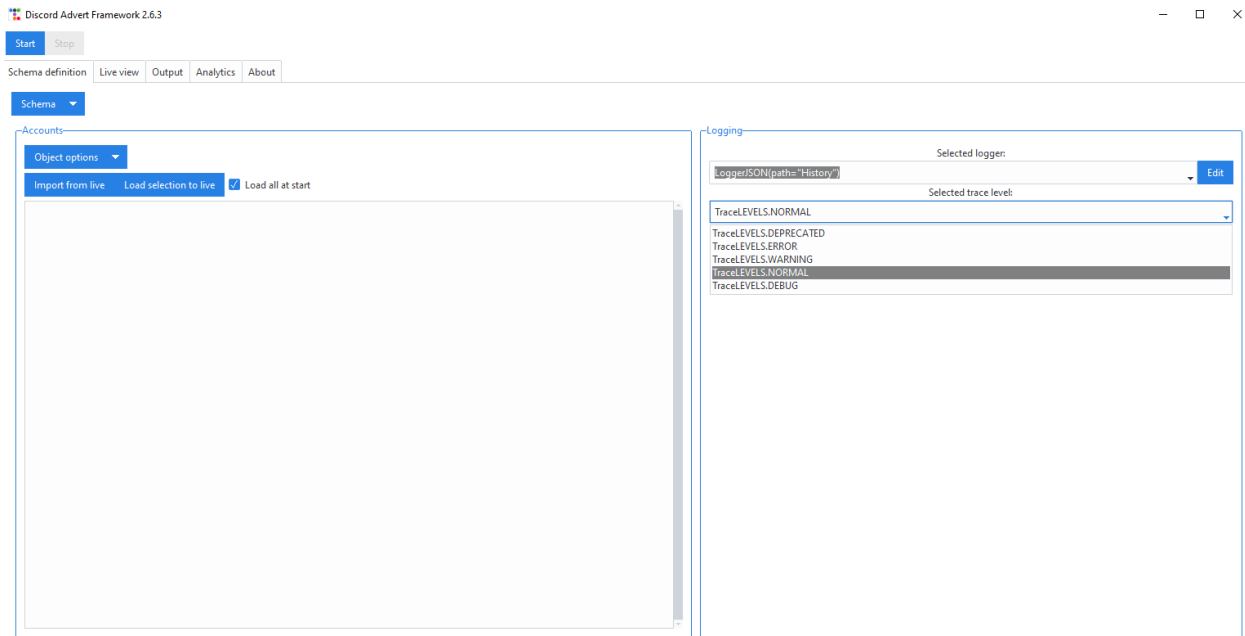 Discord Advert Framework 2.6.3
Start Stop
Schema definition Live view Output Analytics About
Schema
Accounts
Object options
Import from live Load selection to live Load all at start
Logging
Selected logger:
LoggerJSON(path="History") Edit
Selected trace level:
TraceLEVELS.NORMAL
TraceLEVELS.DEPRECATED
TraceLEVELS.ERROR
TraceLEVELS.WARNING
TraceLEVELS.NORMAL
TraceLEVELS.DEBUG